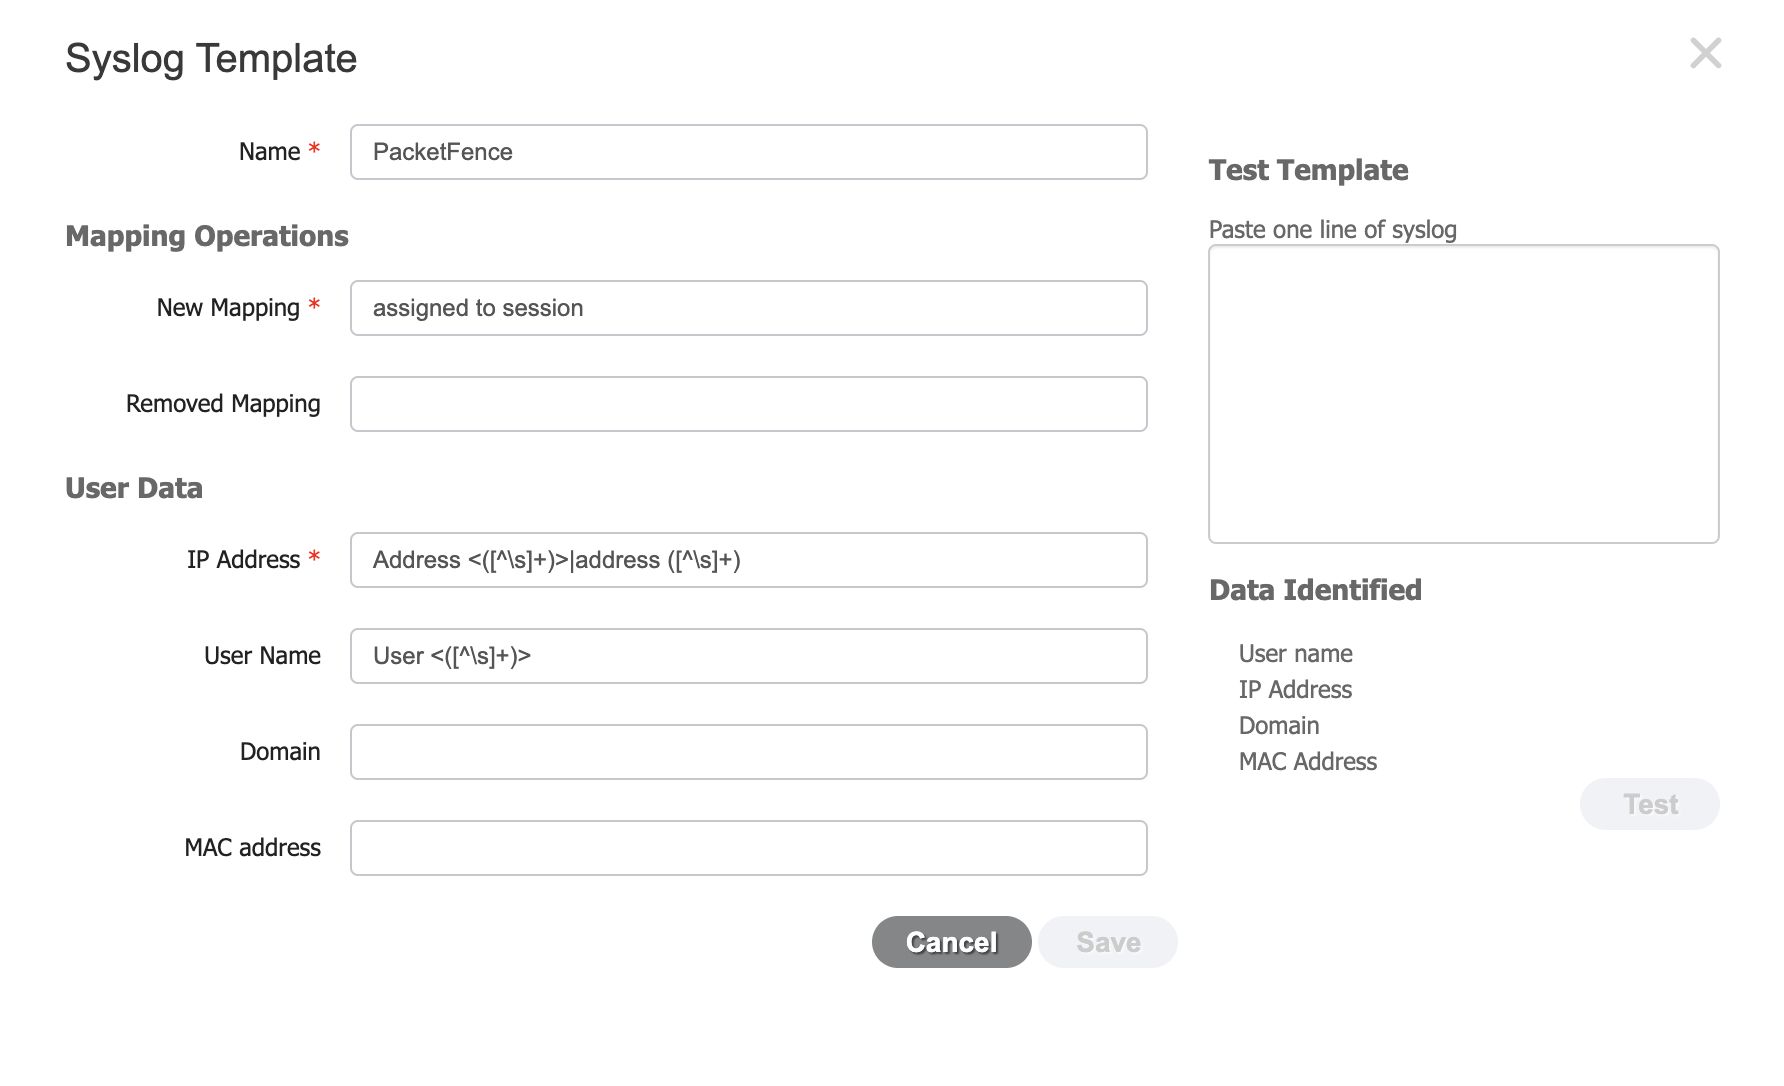 Syslog Template
Name *
PacketFence
Mapping Operations
New Mapping *
assigned to session
Removed Mapping
User Data
IP Address *
Address <([^\s]+)>|address ([^\s]+)
User Name
User <([^\s]+)>
Domain
MAC address
Cancel
Save
Test Template
Paste one line of syslog
Data Identified
User name
IP Address
Domain
MAC Address
Test